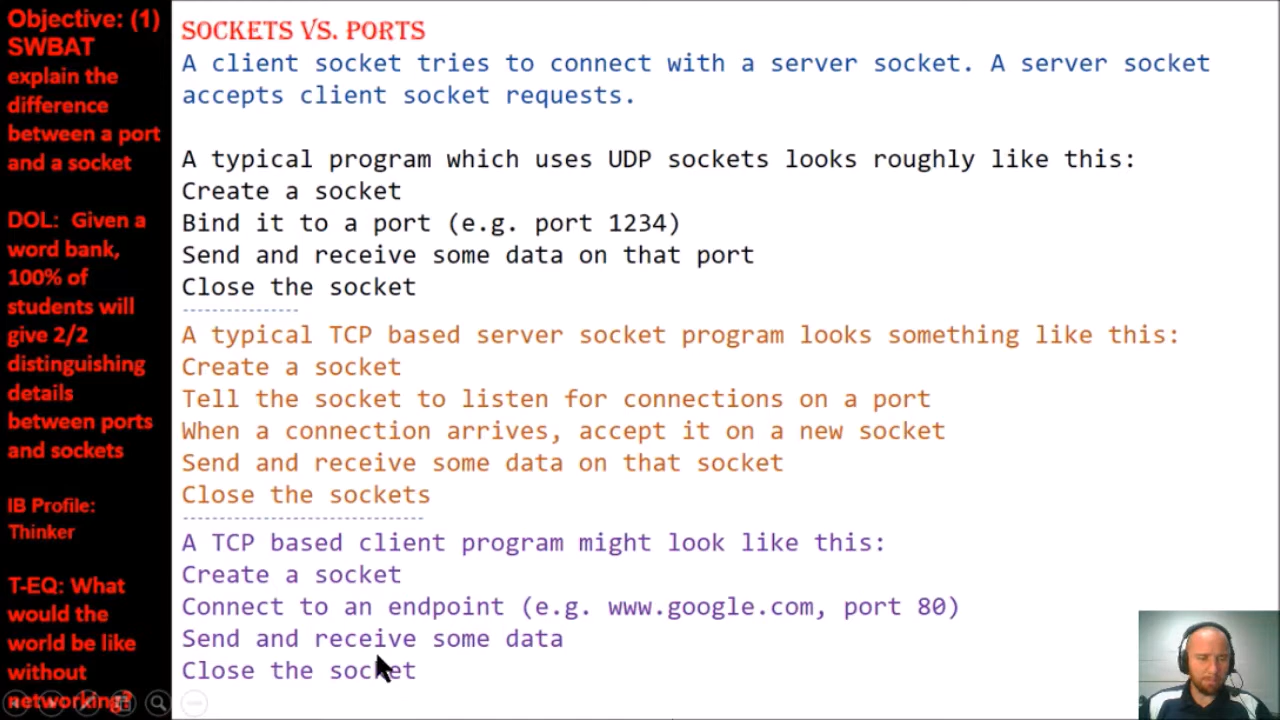 Objective: (1)
SWBAT
explain the
difference
between a port
and a socket
DOL: Given a
word bank,
100% of
students will
give 2/2
distinguishing
details
between ports
and sockets
IB Profile:
Thinker
T-EQ: What
would the
world be like
without
networking?
SOCKETS VS. PORTS
A client socket tries to connect with a server socket. A server socket
accepts client socket requests.
A typical program which uses UDP sockets looks roughly like this:
Create a socket
Bind it to a port (e.g. port 1234)
Send and receive some data on that port
Close the socket
----------------
A typical TCP based server socket program looks something like this:
Create a socket
Tell the socket to listen for connections on a port
When a connection arrives, accept it on a new socket
Send and receive some data on that socket
Close the sockets
---------------------------------
A TCP based client program might look like this:
Create a socket
Connect to an endpoint (e.g. www.google.com, port 80)
Send and receive some data
Close the socket